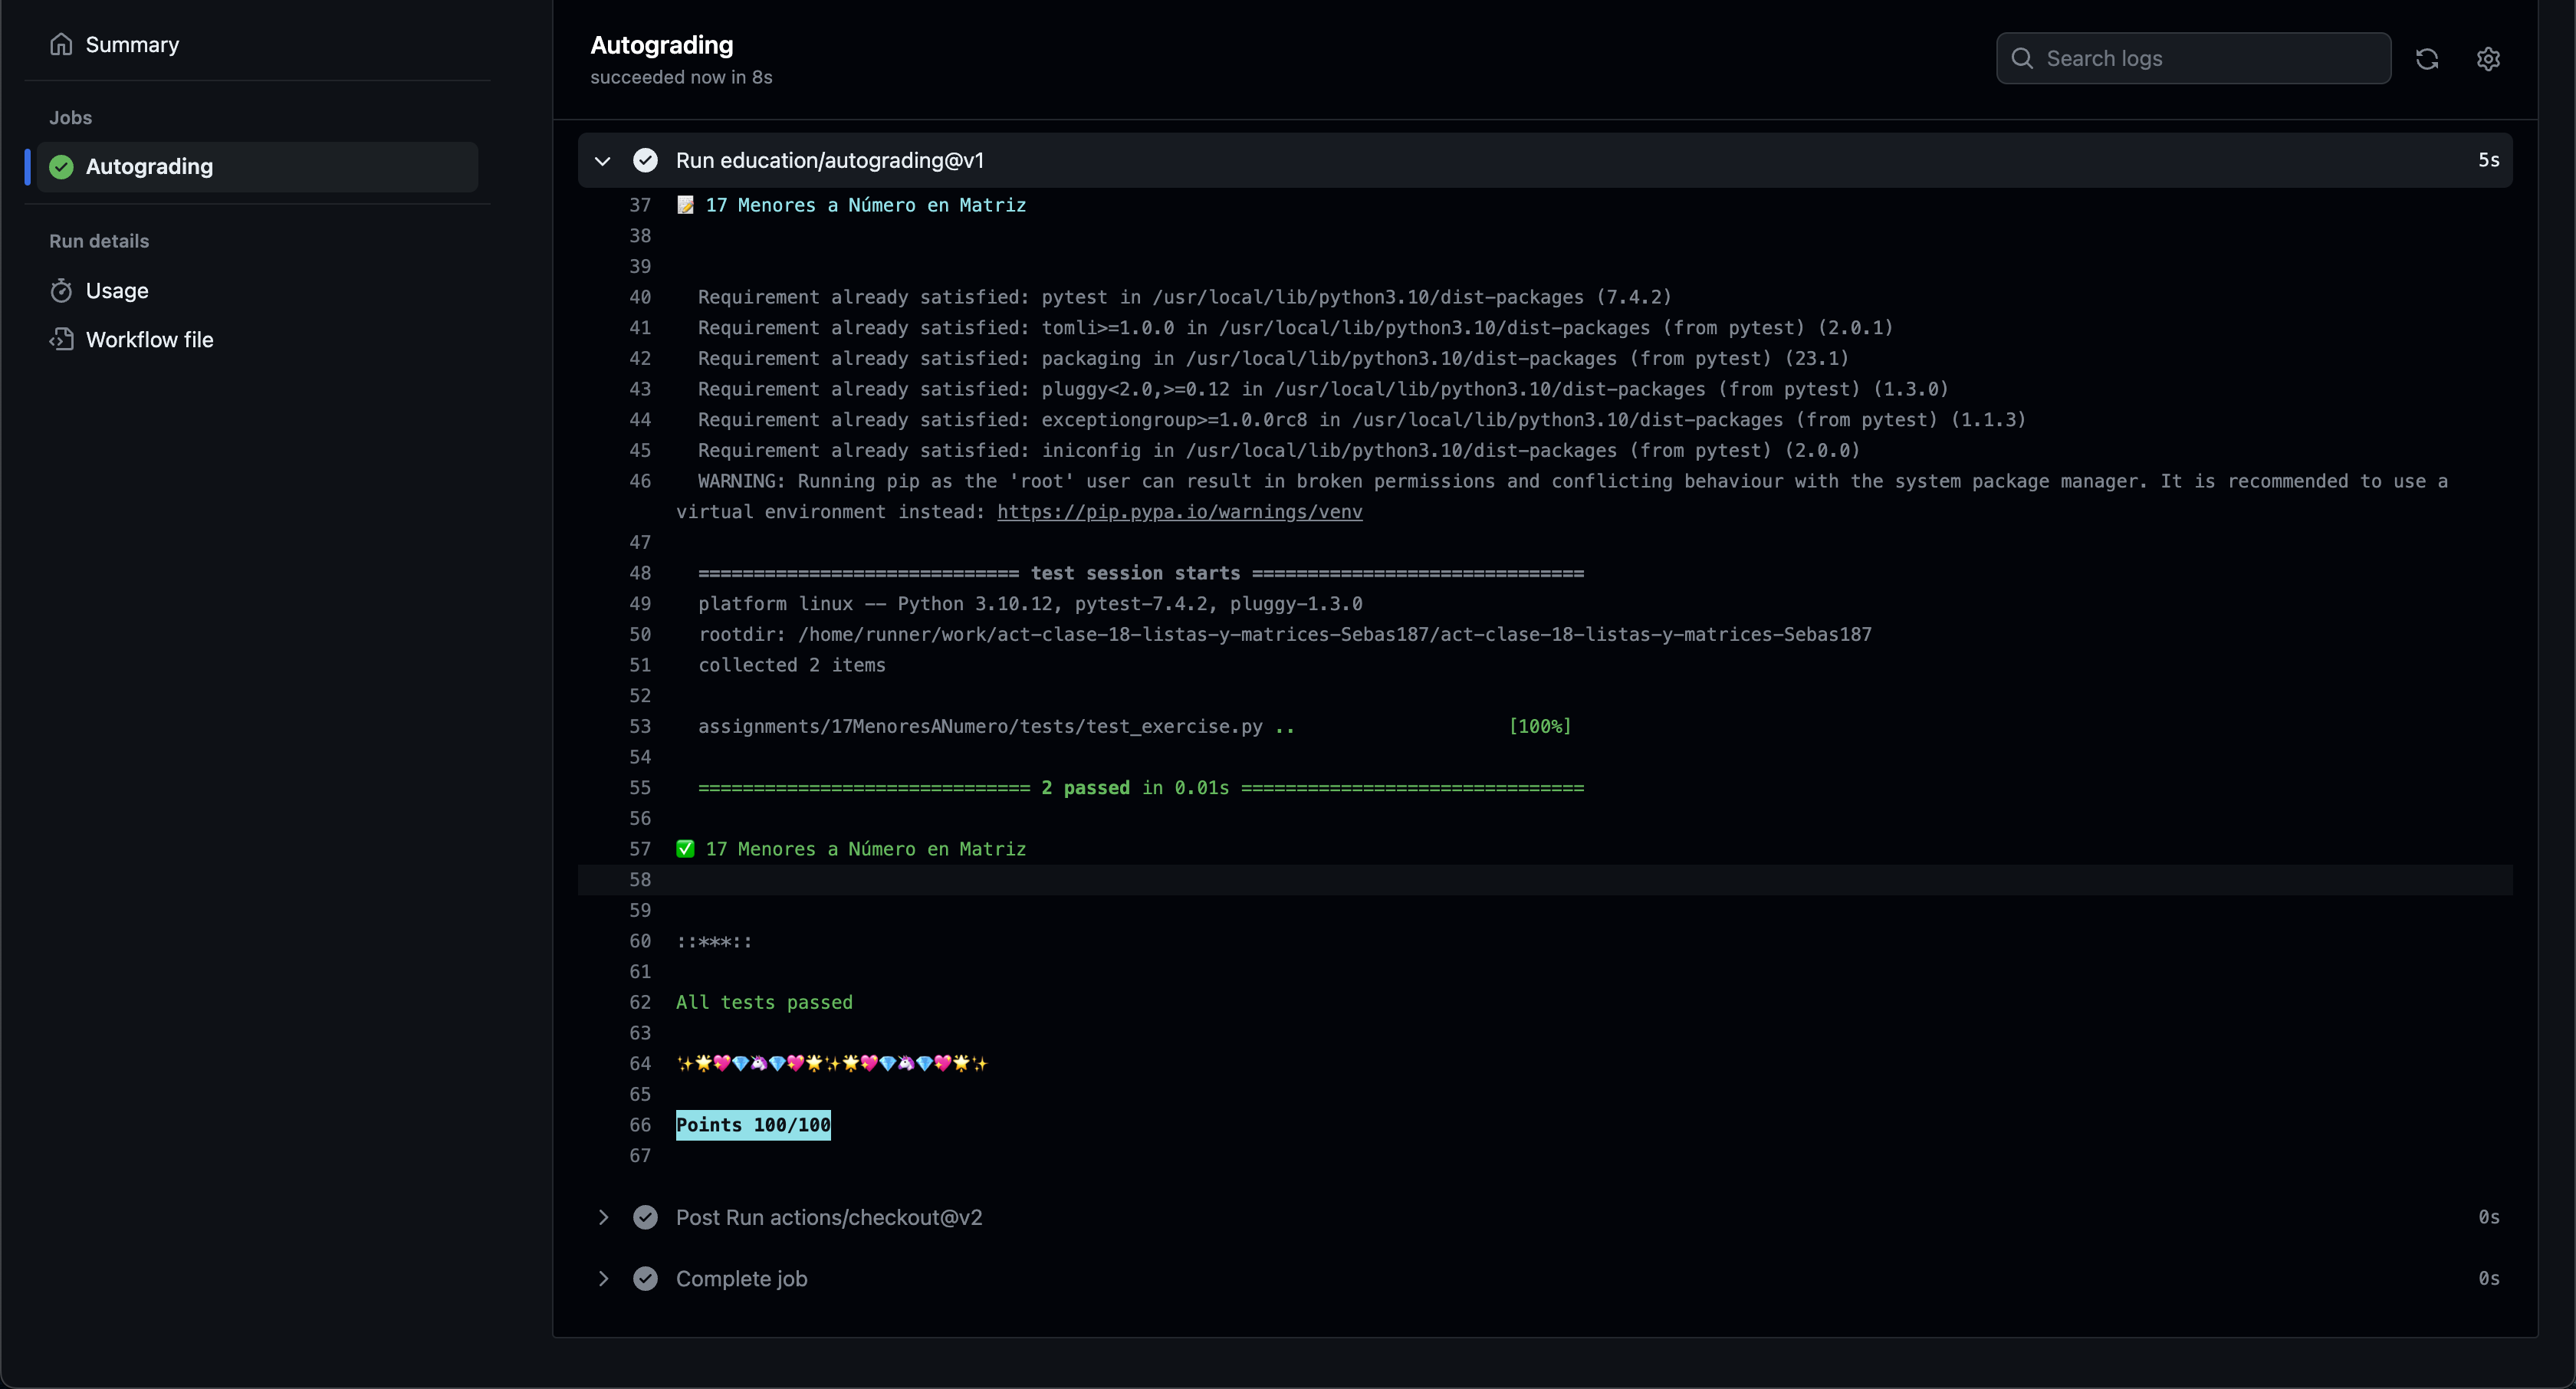 Summary
Jobs
Autograding
Run details
Usage
Workflow file
Autograding
succeeded now in 8s
Search logs
Run education/autograding@v1 5s
37 📝 17 Menores a Número en Matriz
38
39
40 Requirement already satisfied: pytest in /usr/local/lib/python3.10/dist-packages (7.4.2)
41 Requirement already satisfied: tomli>=1.0.0 in /usr/local/lib/python3.10/dist-packages (from pytest) (2.0.1)
42 Requirement already satisfied: packaging in /usr/local/lib/python3.10/dist-packages (from pytest) (23.1)
43 Requirement already satisfied: pluggy<2.0,>=0.12 in /usr/local/lib/python3.10/dist-packages (from pytest) (1.3.0)
44 Requirement already satisfied: exceptiongroup>=1.0.0rc8 in /usr/local/lib/python3.10/dist-packages (from pytest) (1.1.3)
45 Requirement already satisfied: iniconfig in /usr/local/lib/python3.10/dist-packages (from pytest) (2.0.0)
46 WARNING: Running pip as the 'root' user can result in broken permissions and conflicting behaviour with the system package manager. It is recommended to use a
virtual environment instead: https://pip.pypa.io/warnings/venv
47
48 ============================= test session starts ==============================
49 platform linux -- Python 3.10.12, pytest-7.4.2, pluggy-1.3.0
50 rootdir: /home/runner/work/act-clase-18-listas-y-matrices-Sebas187/act-clase-18-listas-y-matrices-Sebas187
51 collected 2 items
52
53 assignments/17MenoresANumero/tests/test_exercise.py .. [100%]
54
55 ============================== 2 passed in 0.01s ===============================
56
57 ✅ 17 Menores a Número en Matriz
58
59
60 ::***::
61
62 All tests passed
63
64 ✨🌟💖💎🦄💎💖🌟✨🌟💖💎🦄💎💖🌟✨
65
66 Points 100/100
67
Post Run actions/checkout@v2 0s
Complete job 0s